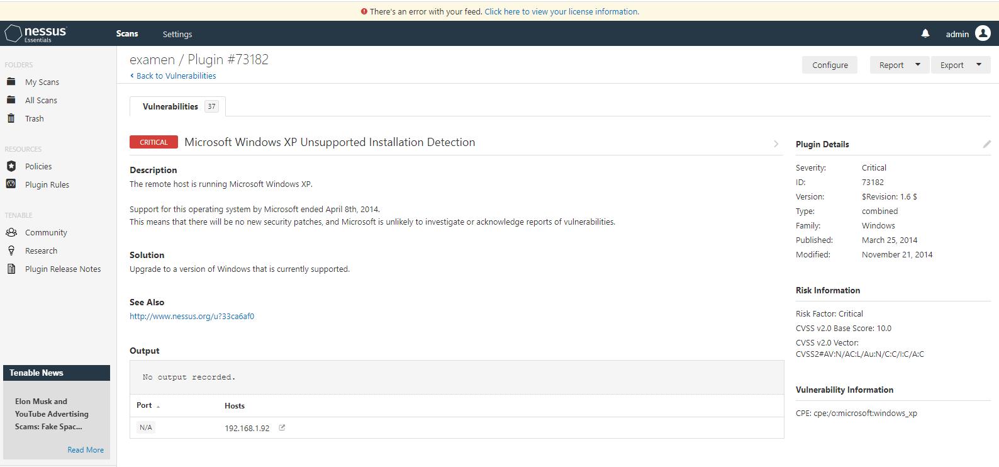 There's an error with your feed. Click here to view your license information.
nessus
Essentials
Scans
Settings
admin
FOLDERS
My Scans
All Scans
Trash
RESOURCES
Policies
Plugin Rules
TENABLE
Community
Research
Plugin Release Notes
Tenable News
Elon Musk and
YouTube Advertising
Scams: Fake Spac...
Read More
examen / Plugin #73182
Back to Vulnerabilities
Configure
Report
Export
Vulnerabilities 37
CRITICAL Microsoft Windows XP Unsupported Installation Detection
Description
The remote host is running Microsoft Windows XP.
Support for this operating system by Microsoft ended April 8th, 2014.
This means that there will be no new security patches, and Microsoft is unlikely to investigate or acknowledge reports of vulnerabilities.
Solution
Upgrade to a version of Windows that is currently supported.
See Also
http://www.nessus.org/u?33ca6af0
Output
No output recorded.
Port Hosts
N/A 192.168.1.92
Plugin Details
Severity: Critical
ID: 73182
Version: $Revision: 1.6 $
Type: combined
Family: Windows
Published: March 25, 2014
Modified: November 21, 2014
Risk Information
Risk Factor: Critical
CVSS v2.0 Base Score: 10.0
CVSS v2.0 Vector:
CVSS2#AV:N/AC:L/Au:N/C:C/I:C/A:C
Vulnerability Information
CPE: cpe:/o:microsoft:windows_xp